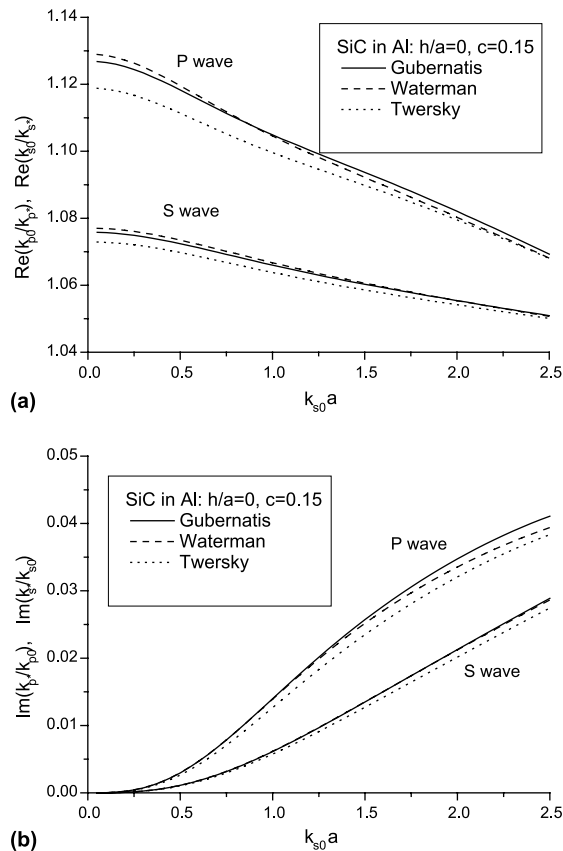 1.14
1.12
1.10
1.08
1.06
1.04
Re(k_p0/k_p*), Re(k_s0/k_s*)
P wave
S wave
SiC in Al: h/a=0, c=0.15
Gubernatis
Waterman
Twersky
0.0 0.5 1.0 1.5 2.0 2.5
k_s0 a
(a)
0.05
0.04
0.03
0.02
0.01
0.00
Im(k_p*/k_p0), Im(k_s*/k_s0)
SiC in Al: h/a=0, c=0.15
Gubernatis
Waterman
Twersky
P wave
S wave
0.0 0.5 1.0 1.5 2.0 2.5
k_s0 a
(b)